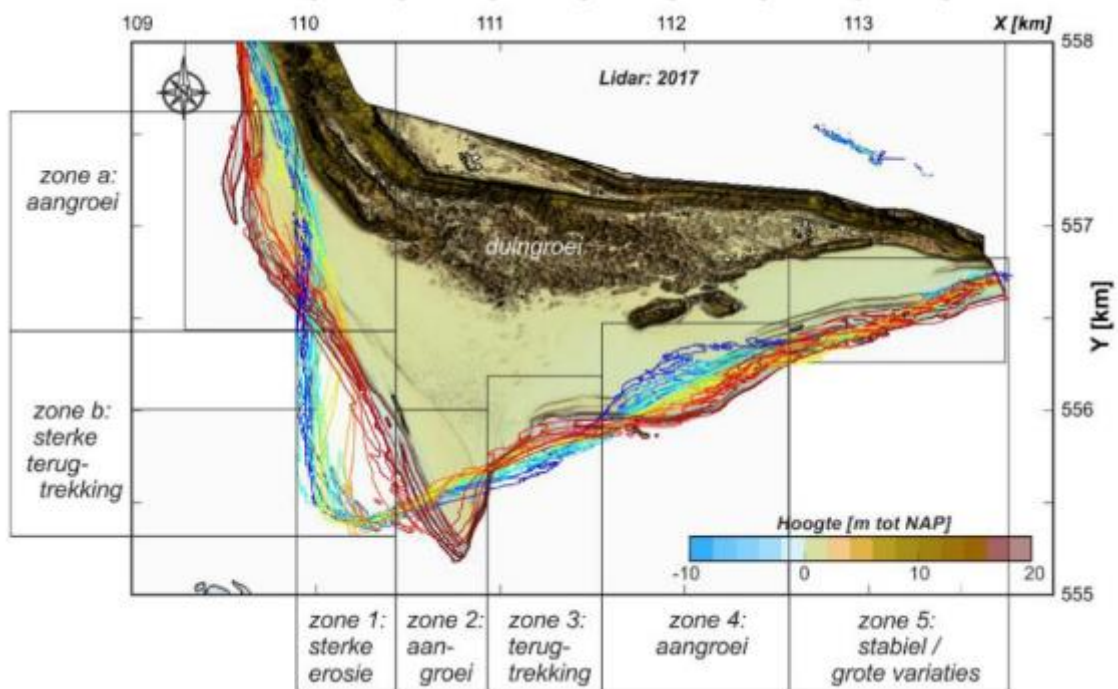 109
110
111
112
113
X [km]
558
557
556
555
Y [km]
N
Lidar: 2017
zone a:
aangroei
duingroei
zone b:
sterke
terug-
trekking
Hoogte [m tot NAP]
-10
0
10
20
zone 1:
sterke
erosie
zone 2:
aan-
groei
zone 3:
terug-
trekking
zone 4:
aangroei
zone 5:
stabiel /
grote variaties